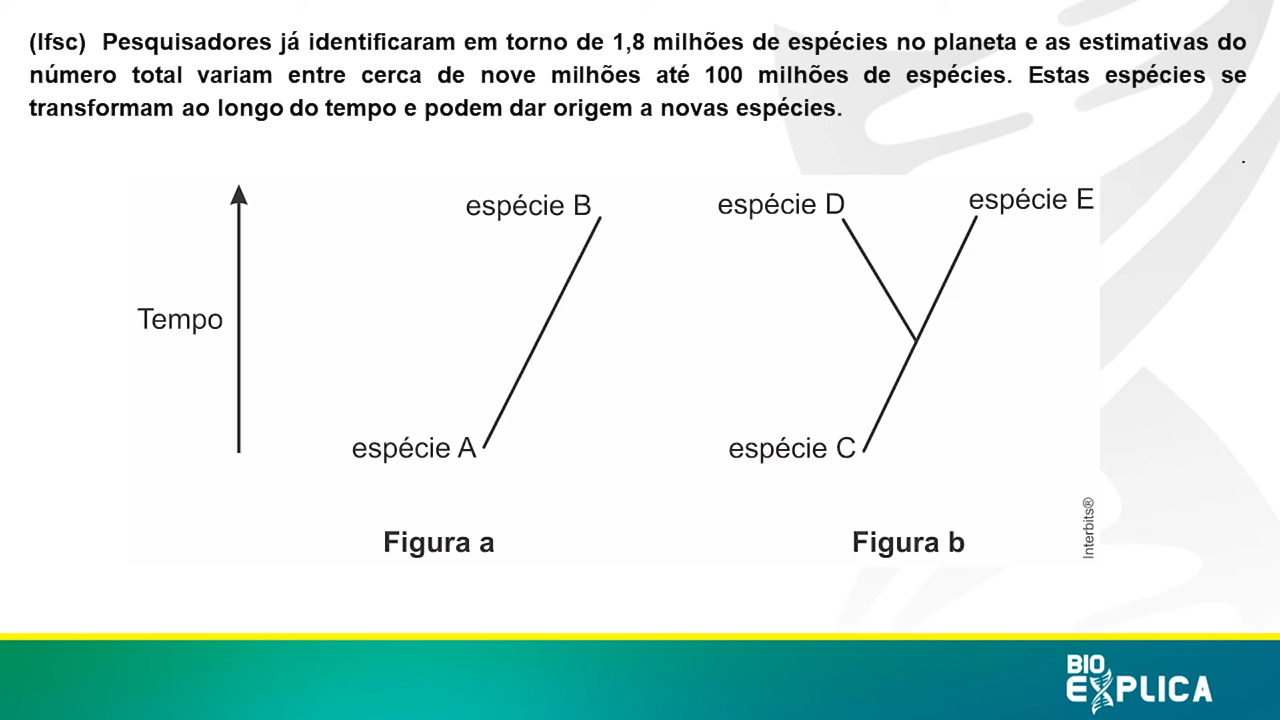 (Ifsc) Pesquisadores já identificaram em torno de 1,8 milhões de espécies no planeta e as estimativas do
número total variam entre cerca de nove milhões até 100 milhões de espécies. Estas espécies se
transformam ao longo do tempo e podem dar origem a novas espécies.
.
espécie B
espécie D
espécie E
Tempo
espécie A
espécie C
Figura a
Figura b
Interbits®
BIO
EXPLICA